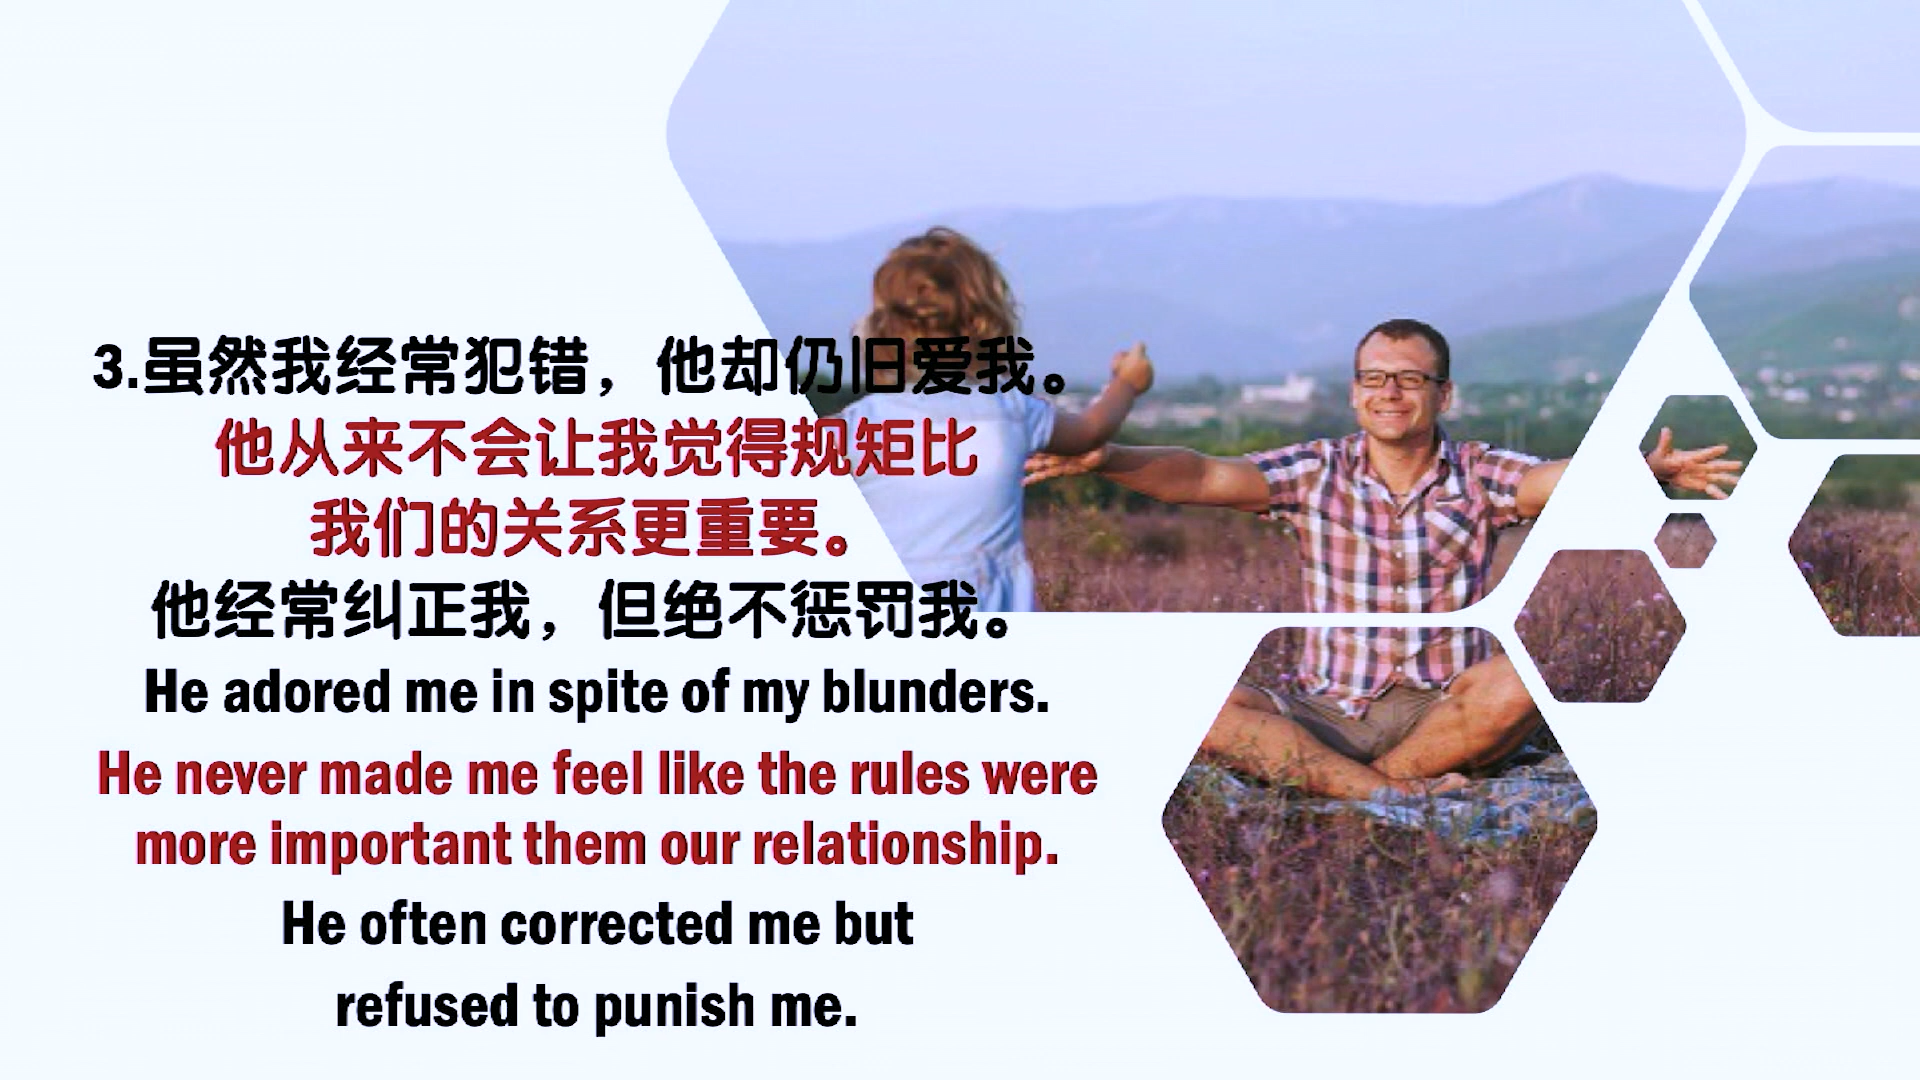 3.虽然我经常犯错，他却仍旧爱我。
他从来不会让我觉得规矩比
我们的关系更重要。
他经常纠正我，但绝不惩罚我。
He adored me in spite of my blunders.
He never made me feel like the rules were
more important them our relationship.
He often corrected me but
refused to punish me.